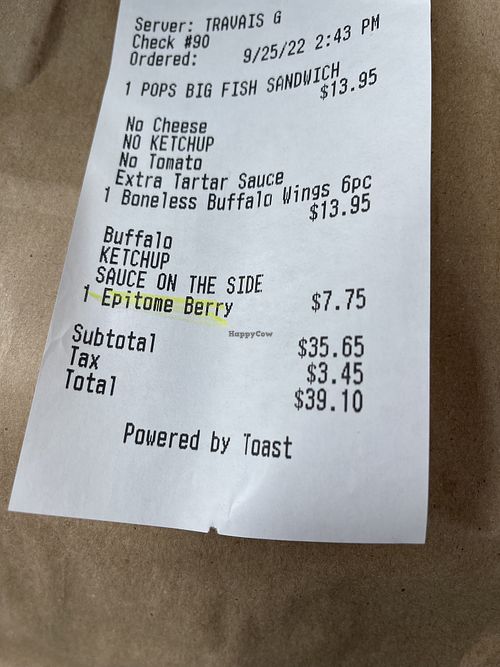 Server: TRAVAIS G
Check #90
Ordered: 9/25/22 2:43 PM
1 POPS BIG FISH SANDWICH
$13.95
No Cheese
NO KETCHUP
No Tomato
Extra Tartar Sauce
1 Boneless Buffalo Wings 6pc
$13.95
Buffalo
KETCHUP
SAUCE ON THE SIDE
1 Epitome Berry $7.75
HappyCow
Subtotal $35.65
Tax $3.45
Total $39.10
Powered by Toast